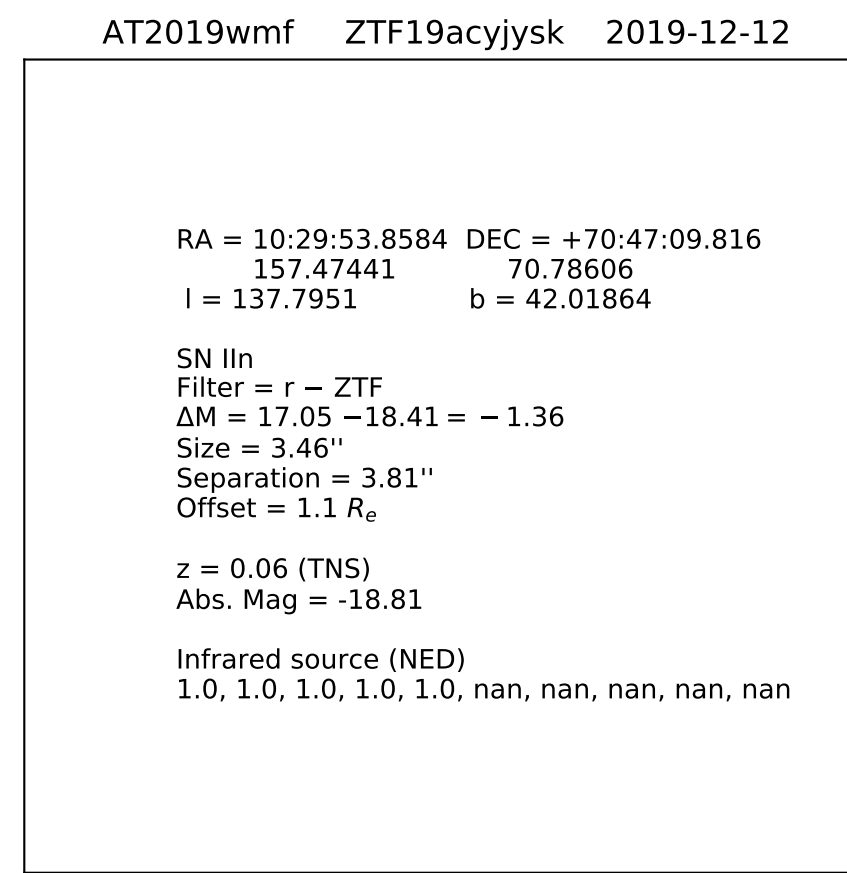 AT2019wmf ZTF19acyjysk 2019-12-12
RA = 10:29:53.8584 DEC = +70:47:09.816
157.47441 70.78606
l = 137.7951 b = 42.01864
SN IIn
Filter = r − ZTF
ΔM = 17.05 −18.41 = − 1.36
Size = 3.46''
Separation = 3.81''
Offset = 1.1 Rₑ
z = 0.06 (TNS)
Abs. Mag = -18.81
Infrared source (NED)
1.0, 1.0, 1.0, 1.0, 1.0, nan, nan, nan, nan, nan